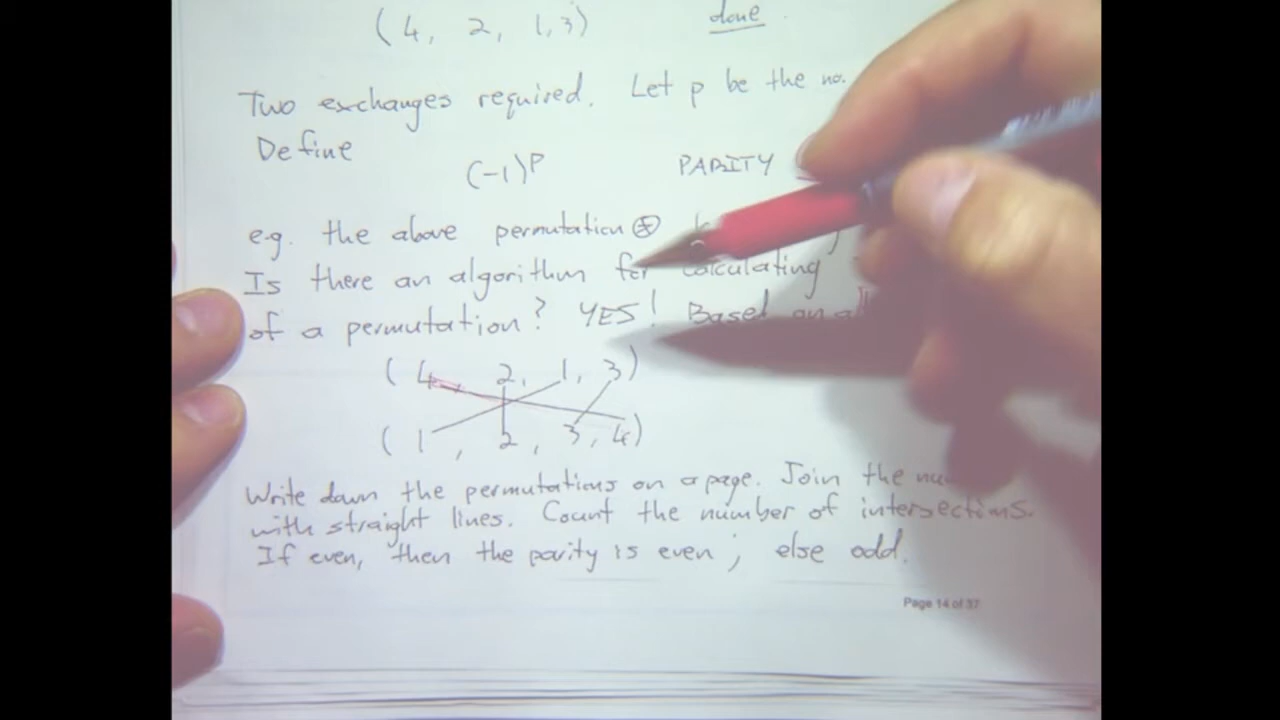 (4, 2, 1, 3) done
Two exchanges required. Let p be the no.
Define
(-1)^p PARITY
e.g. the above permutation ⊛
Is there an algorithm for calculating
of a permutation? YES! Based on
(4, 2, 1, 3)
(1, 2, 3, 4)
Write down the permutations on a page. Join the
with straight lines. Count the number of intersections.
If even, then the parity is even; else odd.
Page 14 of 37